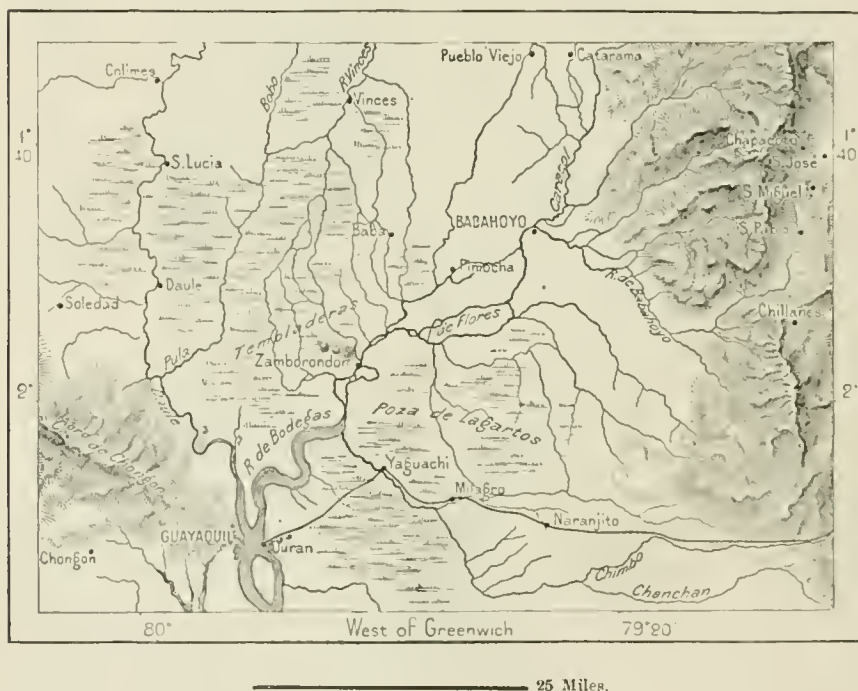 Colimes
Babo
R. Vinces
Pueblo Viejo
Catarama
Vinces
1°
40
1°
40
S. Lucia
Caracol
Chapacoto
S. José
S. Miguel
Baba
BABAHOYO
S. Pablo
Pimocha
Daule
R. de Babahoyo
Soledad
Tembladeras
R. de Flores
Chillanes
Pula
Zamborondon
2°
Daule
2°
R. de Bodegas
Poza de Lagartos
de Chongon
Yaguachi
Milagro
GUAYAQUIL
Duran
Naranjito
Chongon
Chimbo
Chanchan
80°
West of Greenwich
79°20'
25 Miles.